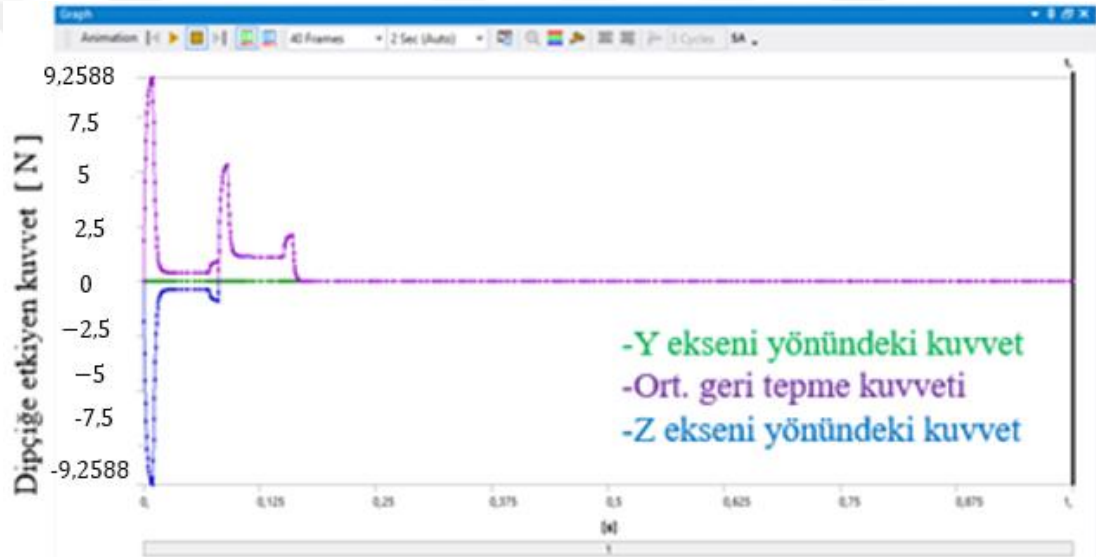 Graph
Animation 40 Frames 2 Sec (Auto) 3 Cycles
9,2588
7,5
5
2,5
0
−2,5
−5
-7,5
-9,2588
Dipçiğe etkiyen kuvvet [ N ]
1,
-Y ekseni yönündeki kuvvet
-Ort. geri tepme kuvveti
-Z ekseni yönündeki kuvvet
0, 0,125 0,25 0,375 0,5 0,625 0,75 0,875 1,
[s]
1